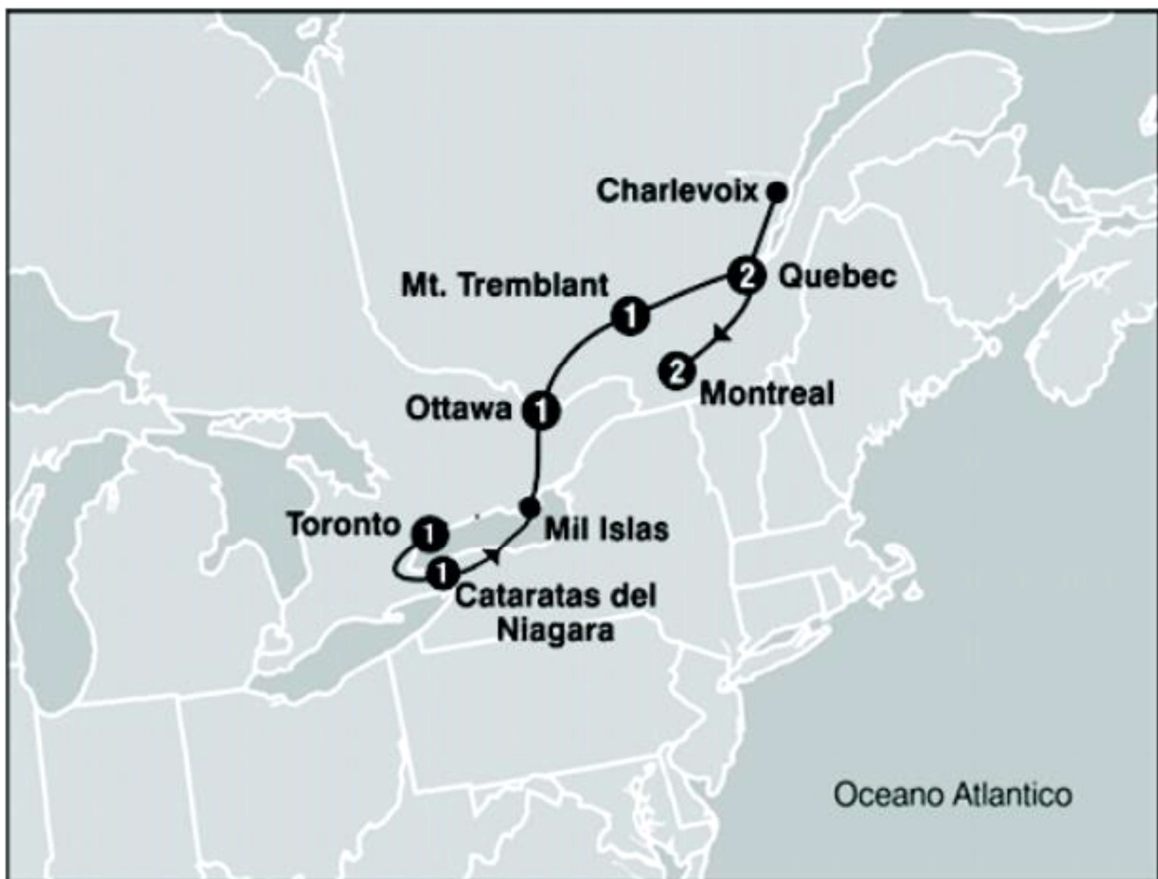 Charlevoix
2 Quebec
Mt. Tremblant
1
2
Montreal
Ottawa 1
Toronto 1
Mil Islas
1
Cataratas del
Niagara
Oceano Atlantico